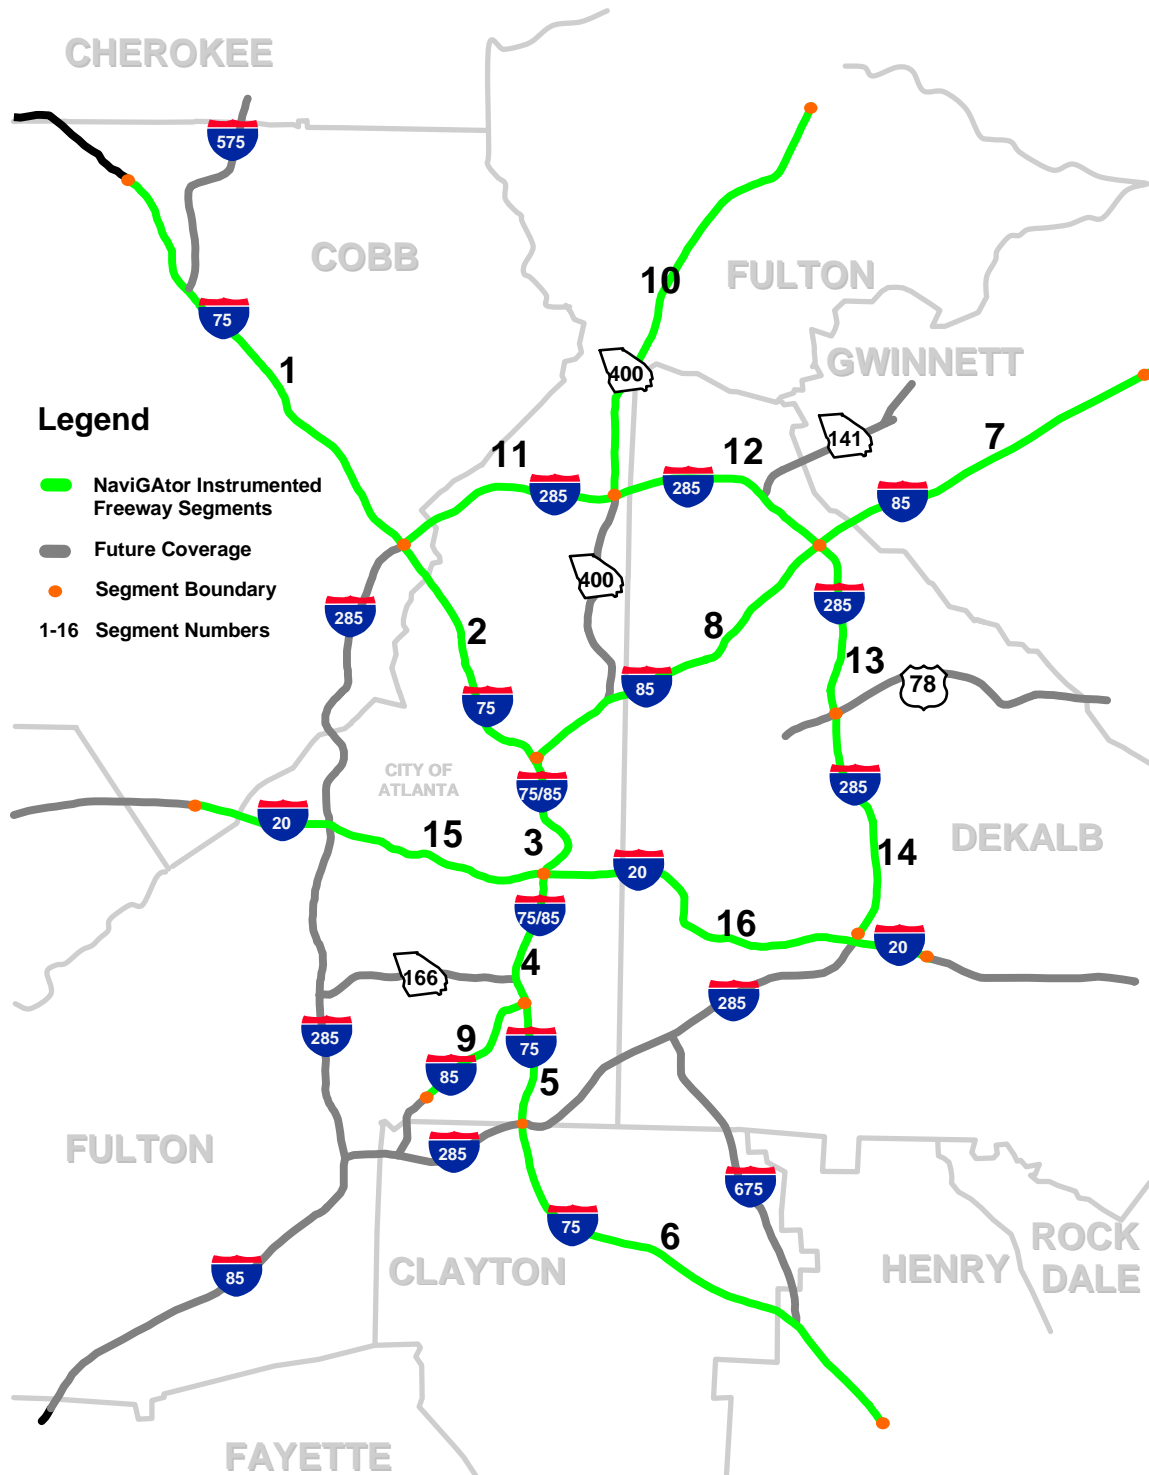 CHEROKEE
575
COBB
10
FULTON
75
1
400
GWINNETT
Legend
141
7
11
12
NaviGAtor Instrumented
Freeway Segments
285
285
85
Future Coverage
400
Segment Boundary
285
285
1-16 Segment Numbers
2
8
13
85
78
75
CITY OF
ATLANTA
75/85
285
20
15
3
DEKALB
14
20
75/85
16
20
4
166
285
285
9
75
85
5
FULTON
285
675
75
6
ROCK
DALE
HENRY
CLAYTON
85
FAYETTE